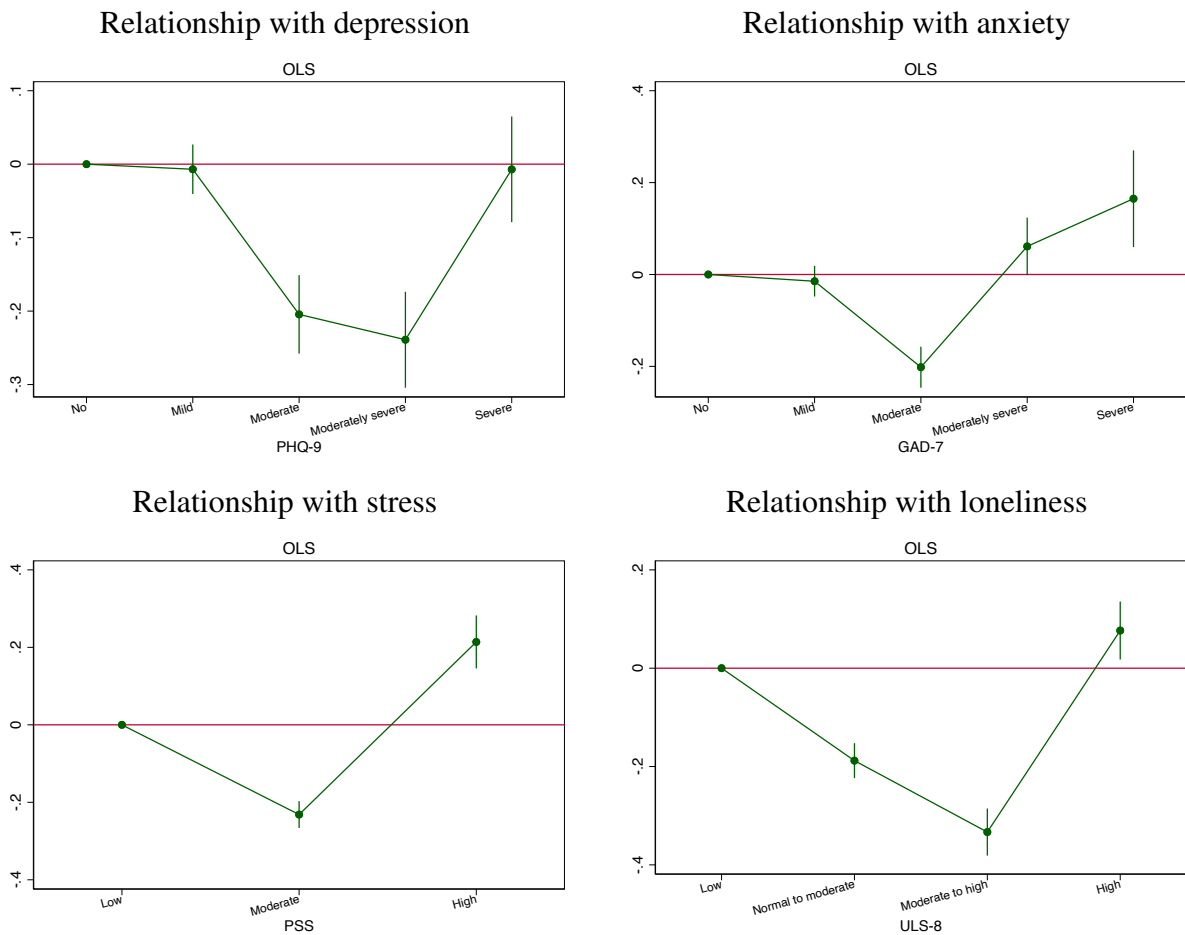 Relationship with depression
OLS
.1
0
-.1
-.2
-.3
No
Mild
Moderate
Moderately severe
Severe
PHQ-9
Relationship with anxiety
OLS
.4
.2
0
-.2
No
Mild
Moderate
Moderately severe
Severe
GAD-7
Relationship with stress
OLS
.4
.2
0
-.2
-.4
Low
Moderate
High
PSS
Relationship with loneliness
OLS
.2
0
-.2
-.4
Low
Normal to moderate
Moderate to high
High
ULS-8